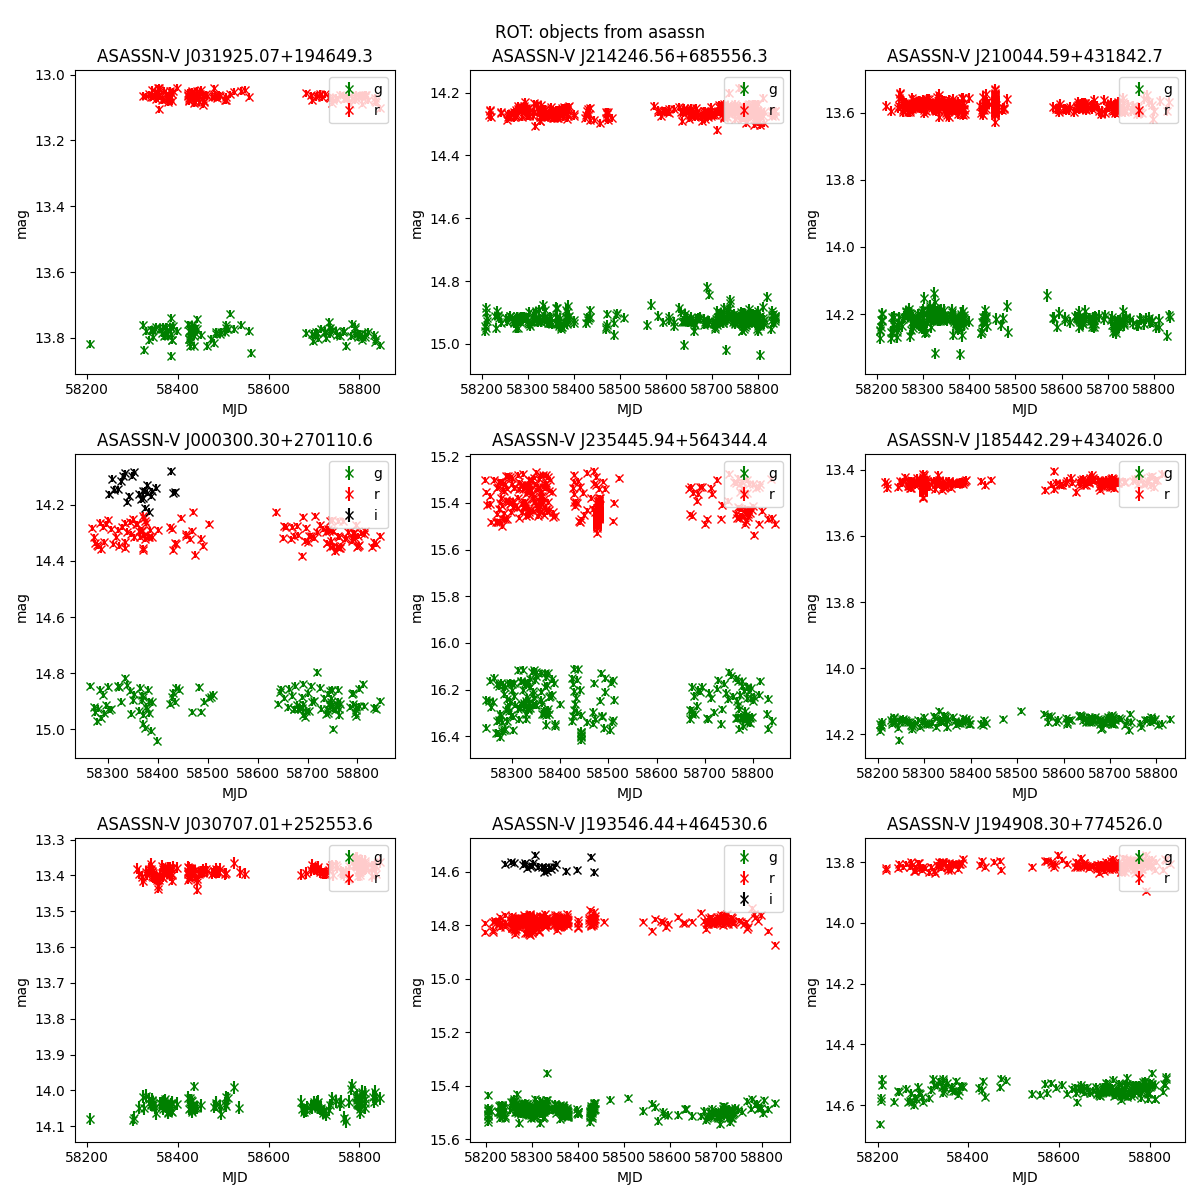 ROT: objects from asassn
ASASSN-V J031925.07+194649.3
ASASSN-V J214246.56+685556.3
ASASSN-V J210044.59+431842.7
13.0
13.2
13.4
13.6
13.8
mag
58200
58400
58600
58800
MJD
g
r
14.2
14.4
14.6
14.8
15.0
mag
58200
58300
58400
58500
58600
58700
58800
MJD
g
r
13.6
13.8
14.0
14.2
mag
58200
58300
58400
58500
58600
58700
58800
MJD
g
r
ASASSN-V J000300.30+270110.6
ASASSN-V J235445.94+564344.4
ASASSN-V J185442.29+434026.0
14.2
14.4
14.6
14.8
15.0
mag
58300
58400
58500
58600
58700
58800
MJD
g
r
i
15.2
15.4
15.6
15.8
16.0
16.2
16.4
mag
58300
58400
58500
58600
58700
58800
MJD
g
r
13.4
13.6
13.8
14.0
14.2
mag
58200
58300
58400
58500
58600
58700
58800
MJD
g
r
ASASSN-V J030707.01+252553.6
ASASSN-V J193546.44+464530.6
ASASSN-V J194908.30+774526.0
13.3
13.4
13.5
13.6
13.7
13.8
13.9
14.0
14.1
mag
58200
58400
58600
58800
MJD
g
r
14.6
14.8
15.0
15.2
15.4
15.6
mag
58200
58300
58400
58500
58600
58700
58800
MJD
g
r
i
13.8
14.0
14.2
14.4
14.6
mag
58200
58400
58600
58800
MJD
g
r